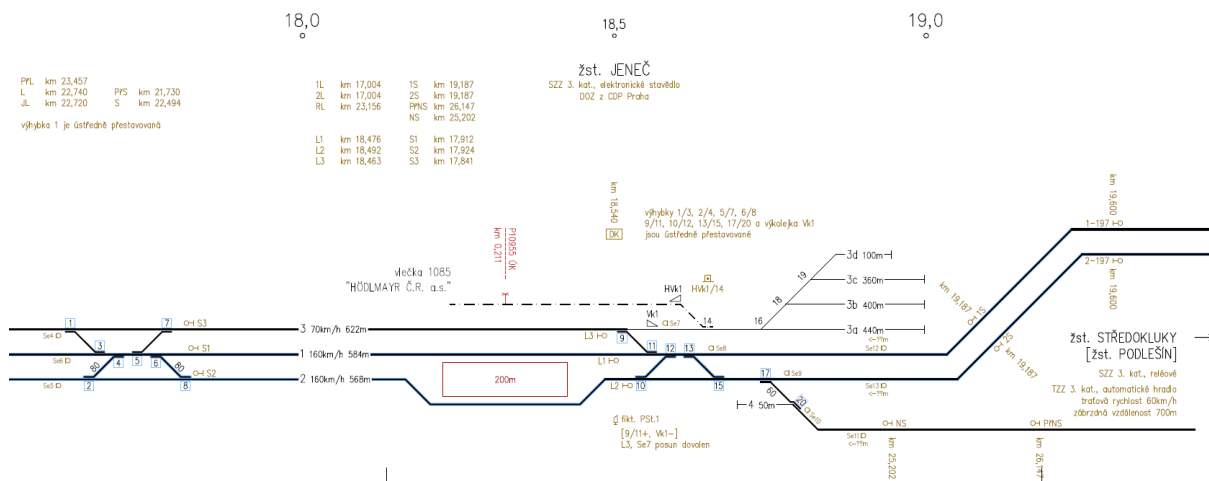 18,0
18,5
19,0
žst. JENEČ
SZZ 3. kat., elektronické stavědlo
DOZ z CDP Praha
PřL km 23,457
L km 22,740 PřS km 21,730
JL km 22,720 S km 22,494
výhybka 1 je ústředně přestavovaná
1L km 17,004 1S km 19,187
2L km 17,004 2S km 19,187
RL km 23,156 PřNS km 26,147
NS km 25,202
L1 km 18,476 S1 km 17,912
L2 km 18,492 S2 km 17,924
L3 km 18,463 S3 km 17,841
km 18,540
DK
výhybky 1/3, 2/4, 5/7, 6/8
9/11, 10/12, 13/15, 17/20 a výkolejka Vk1
jsou ústředně přestavované
P10955 ÚK
km 0,211
vlečka 1085
"HÖDLMAYR Č.R. a.s."
HVk1
HVk1/14
Vk1
Se7
14
16
18
19
3d 100m
3c 360m
3b 400m
3a 440m
km 19,600
1-197
2-197
km 19,600
km 19,187 1S
2S km 19,187
1
7
S3
3 70km/h 622m
L3
9
Se4
3
5
S1
1 160km/h 584m
L1
11
12
13
Se8
<-??m
Se12
Se6
80
4
6
80
Se5
2
8
S2
2 160km/h 568m
200m
L2
10
15
17
Se9
Se13
<-??m
60
4 50m
20
Se10
fikt. PSt.1
[9/11+, Vk1-]
L3, Se7 posun dovolen
Se11
<-??m
NS
km 25,202
PřNS
km 26,147
žst. STŘEDOKLUKY
[žst. PODLEŠÍN]
SZZ 3. kat., reléové
TZZ 3. kat., automatické hradlo
traťová rychlost 60km/h
zábrzdná vzdálenost 700m